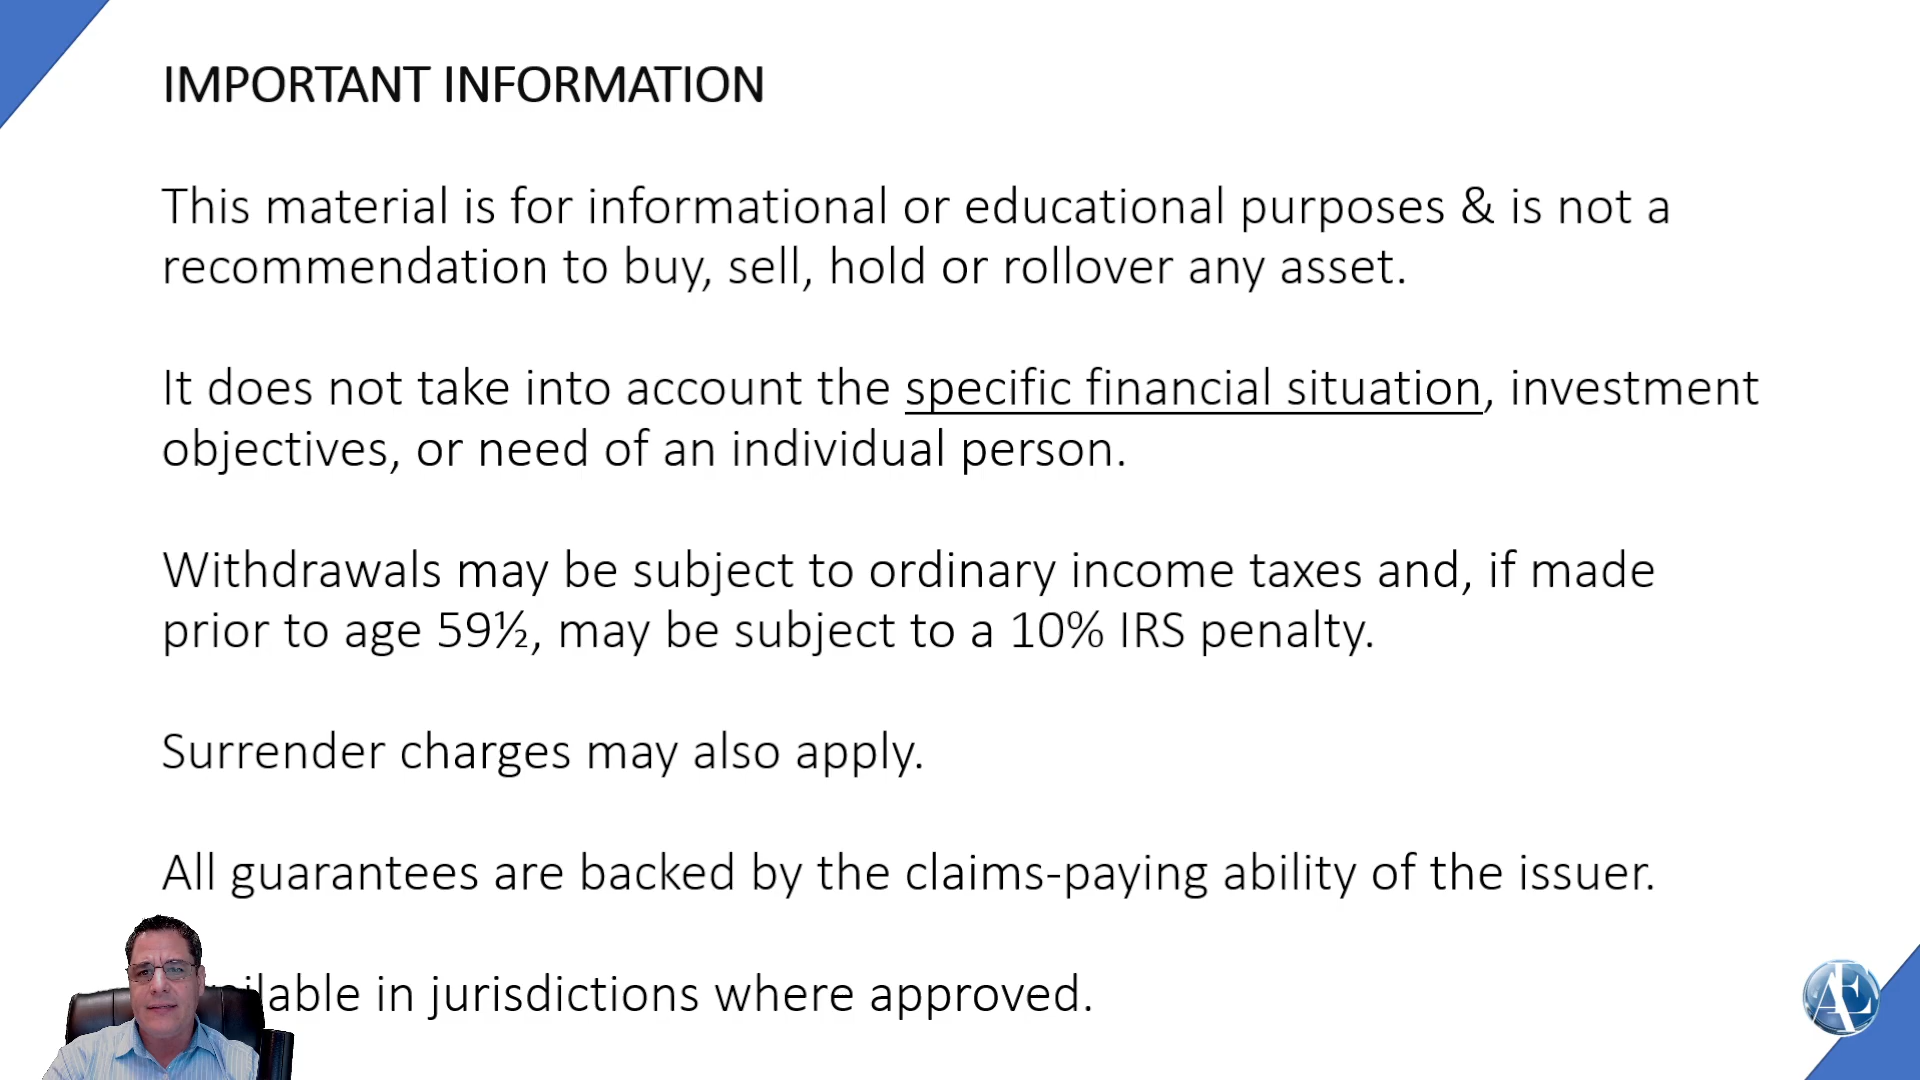 IMPORTANT INFORMATION
This material is for informational or educational purposes & is not a
recommendation to buy, sell, hold or rollover any asset.
It does not take into account the specific financial situation, investment
objectives, or need of an individual person.
Withdrawals may be subject to ordinary income taxes and, if made
prior to age 59½, may be subject to a 10% IRS penalty.
Surrender charges may also apply.
All guarantees are backed by the claims-paying ability of the issuer.
in jurisdictions where approved.
AE